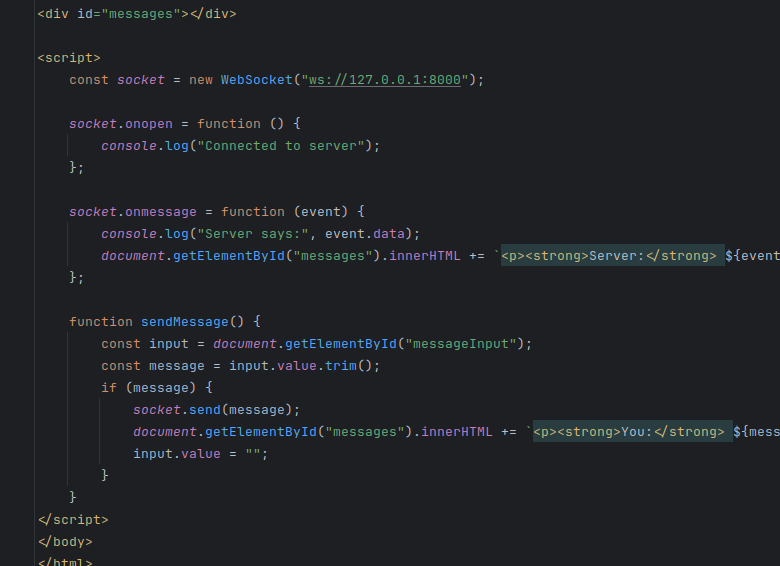 <div id="messages"></div>
<script>
const socket = new WebSocket("ws://127.0.0.1:8000");
socket.onopen = function () {
console.log("Connected to server");
};
socket.onmessage = function (event) {
console.log("Server says:", event.data);
document.getElementById("messages").innerHTML += `<p><strong>Server:</strong> ${event
};
function sendMessage() {
const input = document.getElementById("messageInput");
const message = input.value.trim();
if (message) {
socket.send(message);
document.getElementById("messages").innerHTML += `<p><strong>You:</strong> ${mess
input.value = "";
}
}
</script>
</body>
</html>